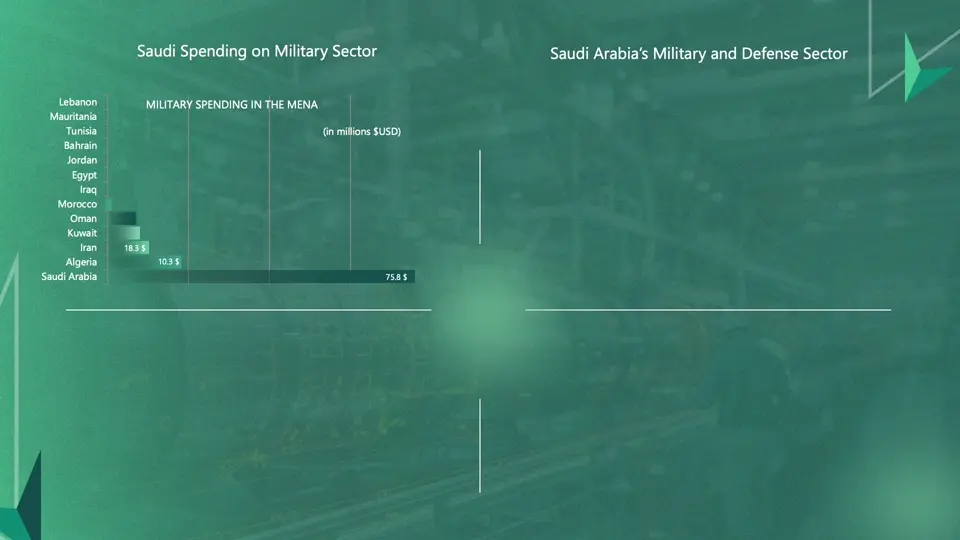 Saudi Spending on Military Sector
Saudi Arabia's Military and Defense Sector
MILITARY SPENDING IN THE MENA
(in millions $USD)
Lebanon
Mauritania
Tunisia
Bahrain
Jordan
Egypt
Iraq
Morocco
Oman
Kuwait
Iran 18.3 $
Algeria 10.3 $
Saudi Arabia 75.8 $